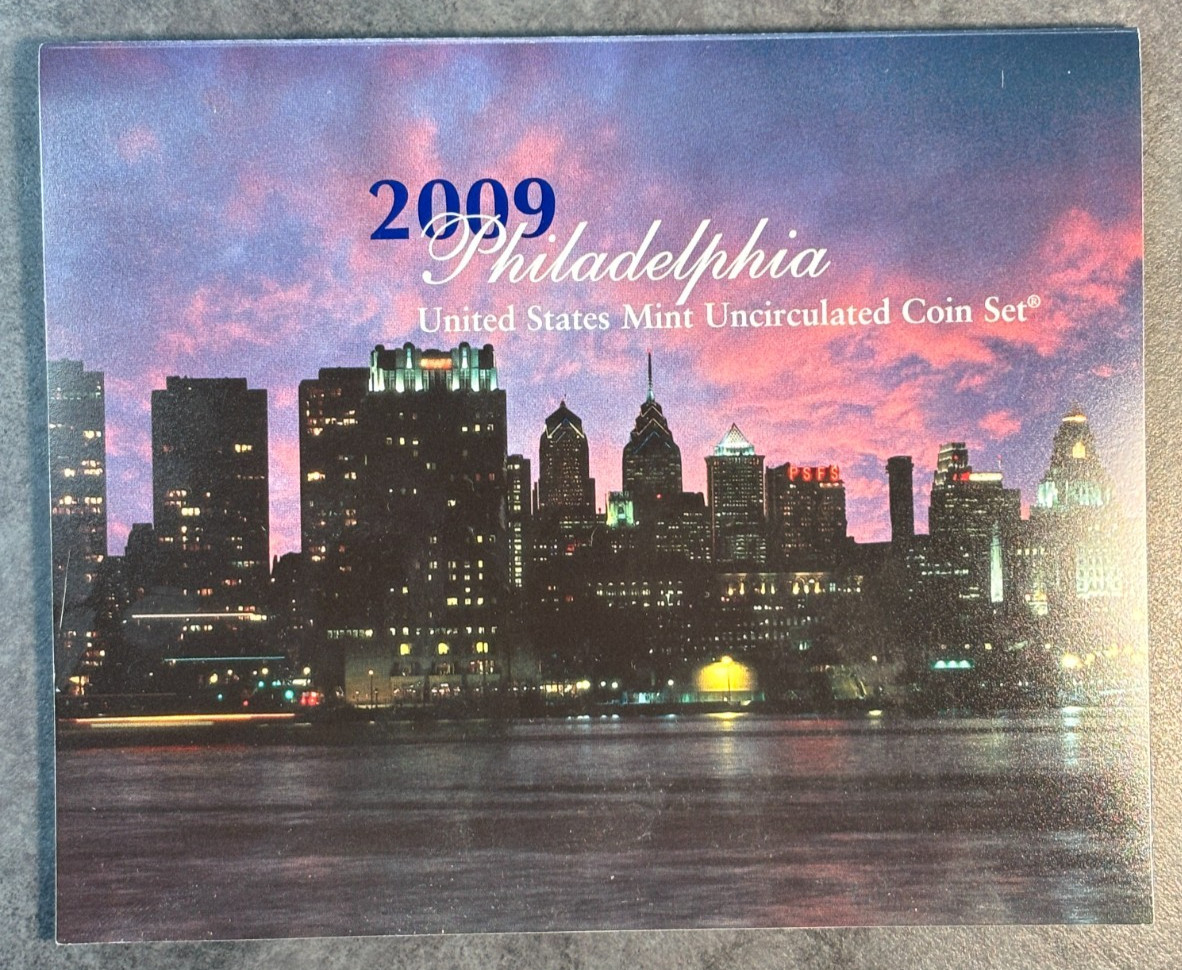 2009
Philadelphia
United States Mint Uncirculated Coin Set®
PSFS